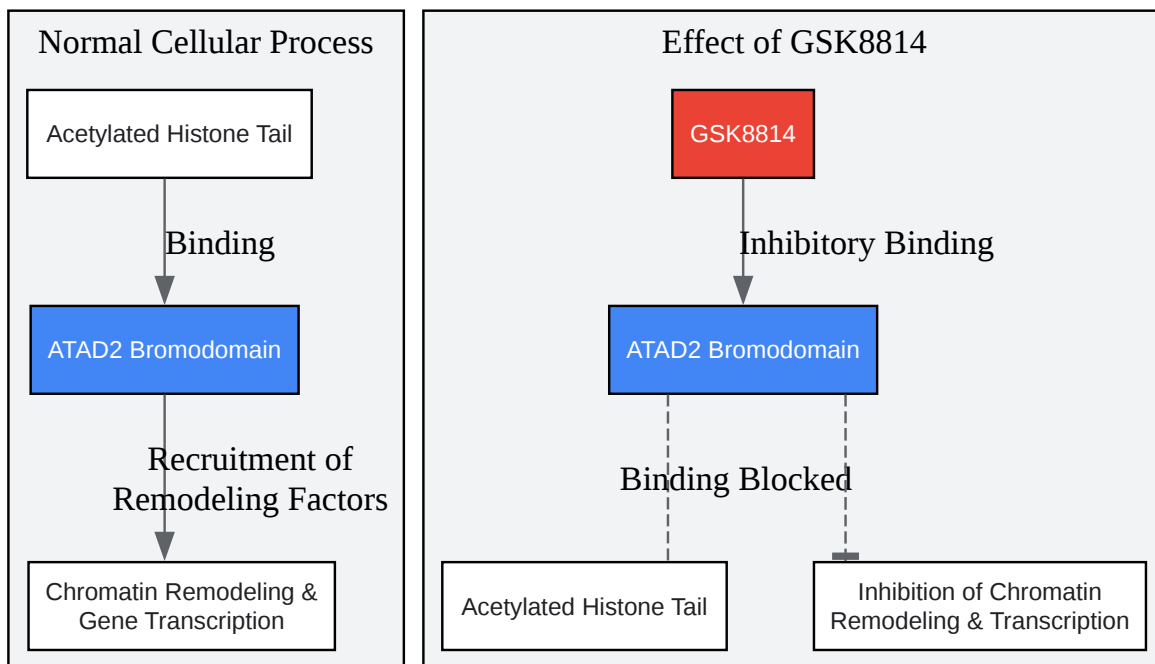 Normal Cellular Process
Acetylated Histone Tail
Binding
ATAD2 Bromodomain
Recruitment of
Remodeling Factors
Chromatin Remodeling &
Gene Transcription
Effect of GSK8814
GSK8814
Inhibitory Binding
ATAD2 Bromodomain
Binding Blocked
Acetylated Histone Tail
Inhibition of Chromatin
Remodeling & Transcription